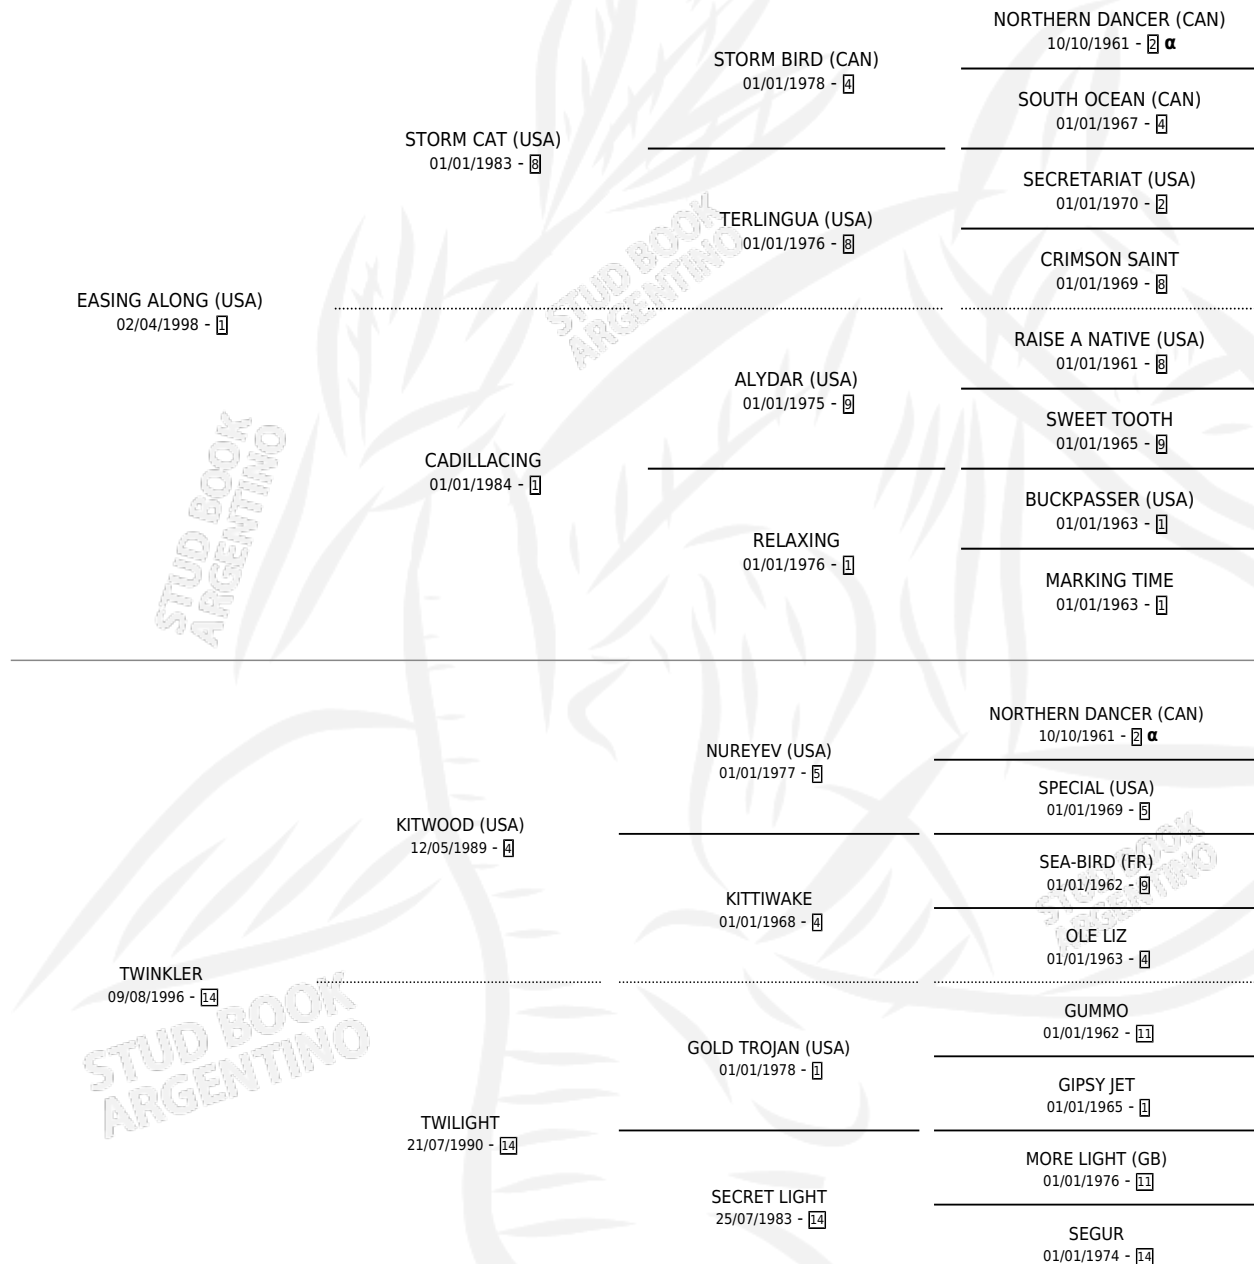 NORTHERN DANCER (CAN)
10/10/1961 - 2 α
STORM BIRD (CAN)
01/01/1978 - 4
SOUTH OCEAN (CAN)
01/01/1967 - 4
STORM CAT (USA)
01/01/1983 - 8
SECRETARIAT (USA)
01/01/1970 - 2
TERLINGUA (USA)
01/01/1976 - 8
CRIMSON SAINT
01/01/1969 - 8
EASING ALONG (USA)
02/04/1998 - 1
RAISE A NATIVE (USA)
01/01/1961 - 8
ALYDAR (USA)
01/01/1975 - 9
SWEET TOOTH
01/01/1965 - 9
CADILLACING
01/01/1984 - 1
BUCKPASSER (USA)
01/01/1963 - 1
RELAXING
01/01/1976 - 1
MARKING TIME
01/01/1963 - 1
NORTHERN DANCER (CAN)
10/10/1961 - 2 α
NUREYEV (USA)
01/01/1977 - 5
SPECIAL (USA)
01/01/1969 - 5
KITWOOD (USA)
12/05/1989 - 4
SEA-BIRD (FR)
01/01/1962 - 9
KITTIWAKE
01/01/1968 - 4
OLE LIZ
01/01/1963 - 4
TWINKLER
09/08/1996 - 14
GUMMO
01/01/1962 - 11
GOLD TROJAN (USA)
01/01/1978 - 1
GIPSY JET
01/01/1965 - 1
TWILIGHT
21/07/1990 - 14
MORE LIGHT (GB)
01/01/1976 - 11
SECRET LIGHT
25/07/1983 - 14
SEGUR
01/01/1974 - 14
STUD BOOK
ARGENTINO
STUD BOOK
ARGENTINO
STUD BOOK
ARGENTINO
STUD BOOK
ARGENTINO